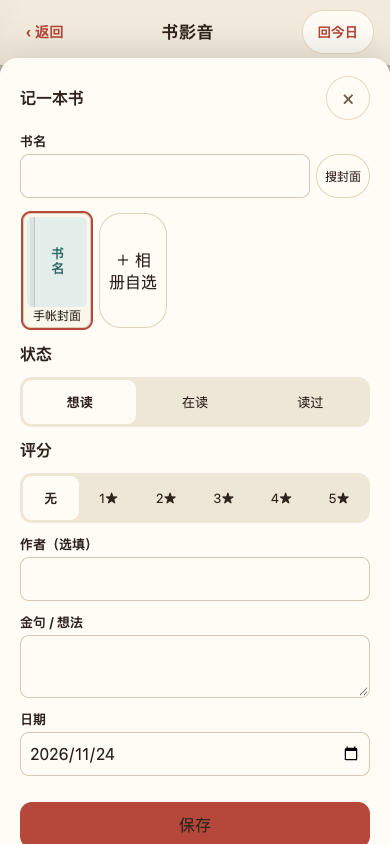 ‹ 返回
书影音
回今日
记一本书
×
书名
搜封面
书
名
手帐封面
＋ 相
册自选
状态
想读
在读
读过
评分
无
1★
2★
3★
4★
5★
作者（选填）
金句 / 想法
日期
2026/11/24
保存